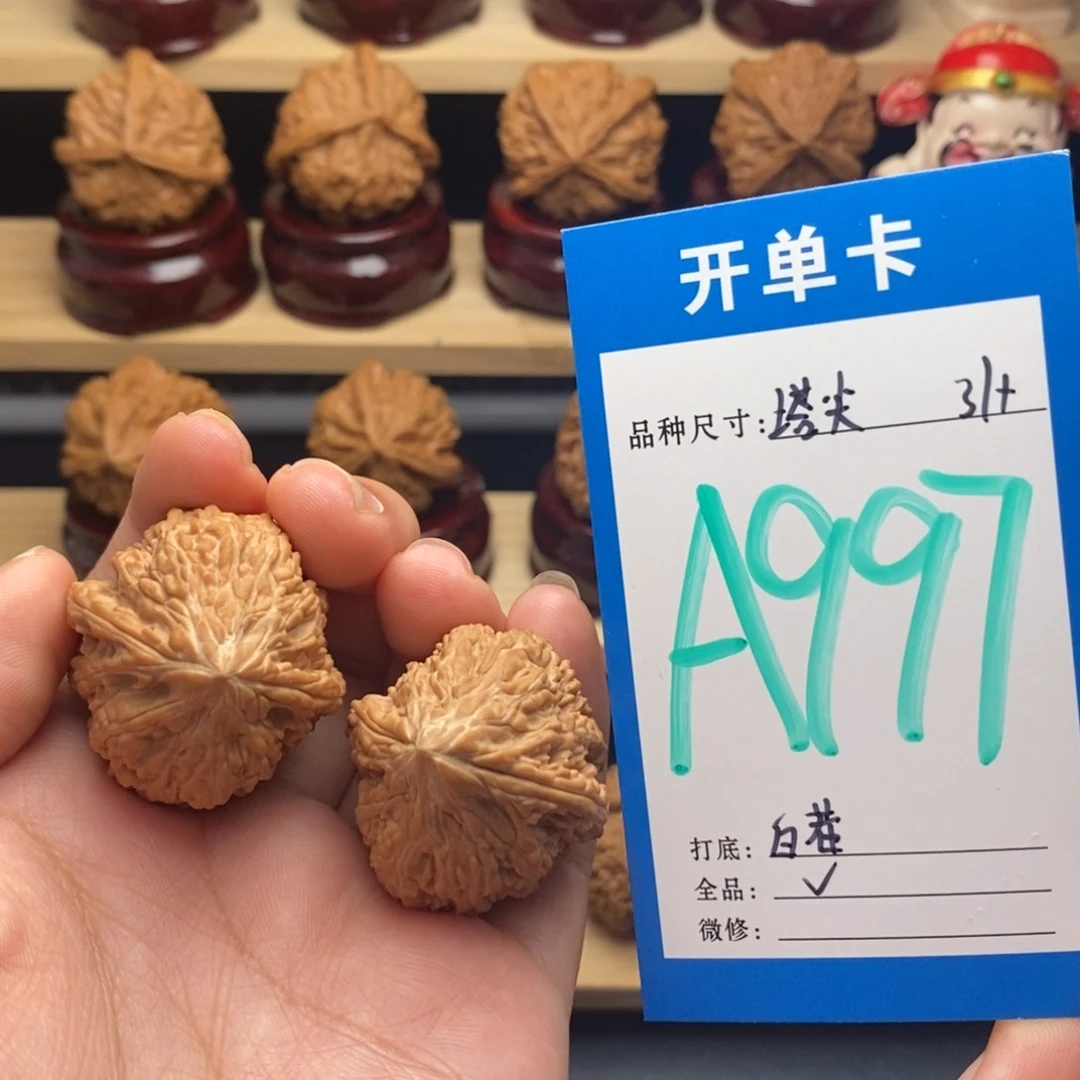 开单卡
品种尺寸:塔尖 31+
A997
打底:白茬
全品:✓
微修: